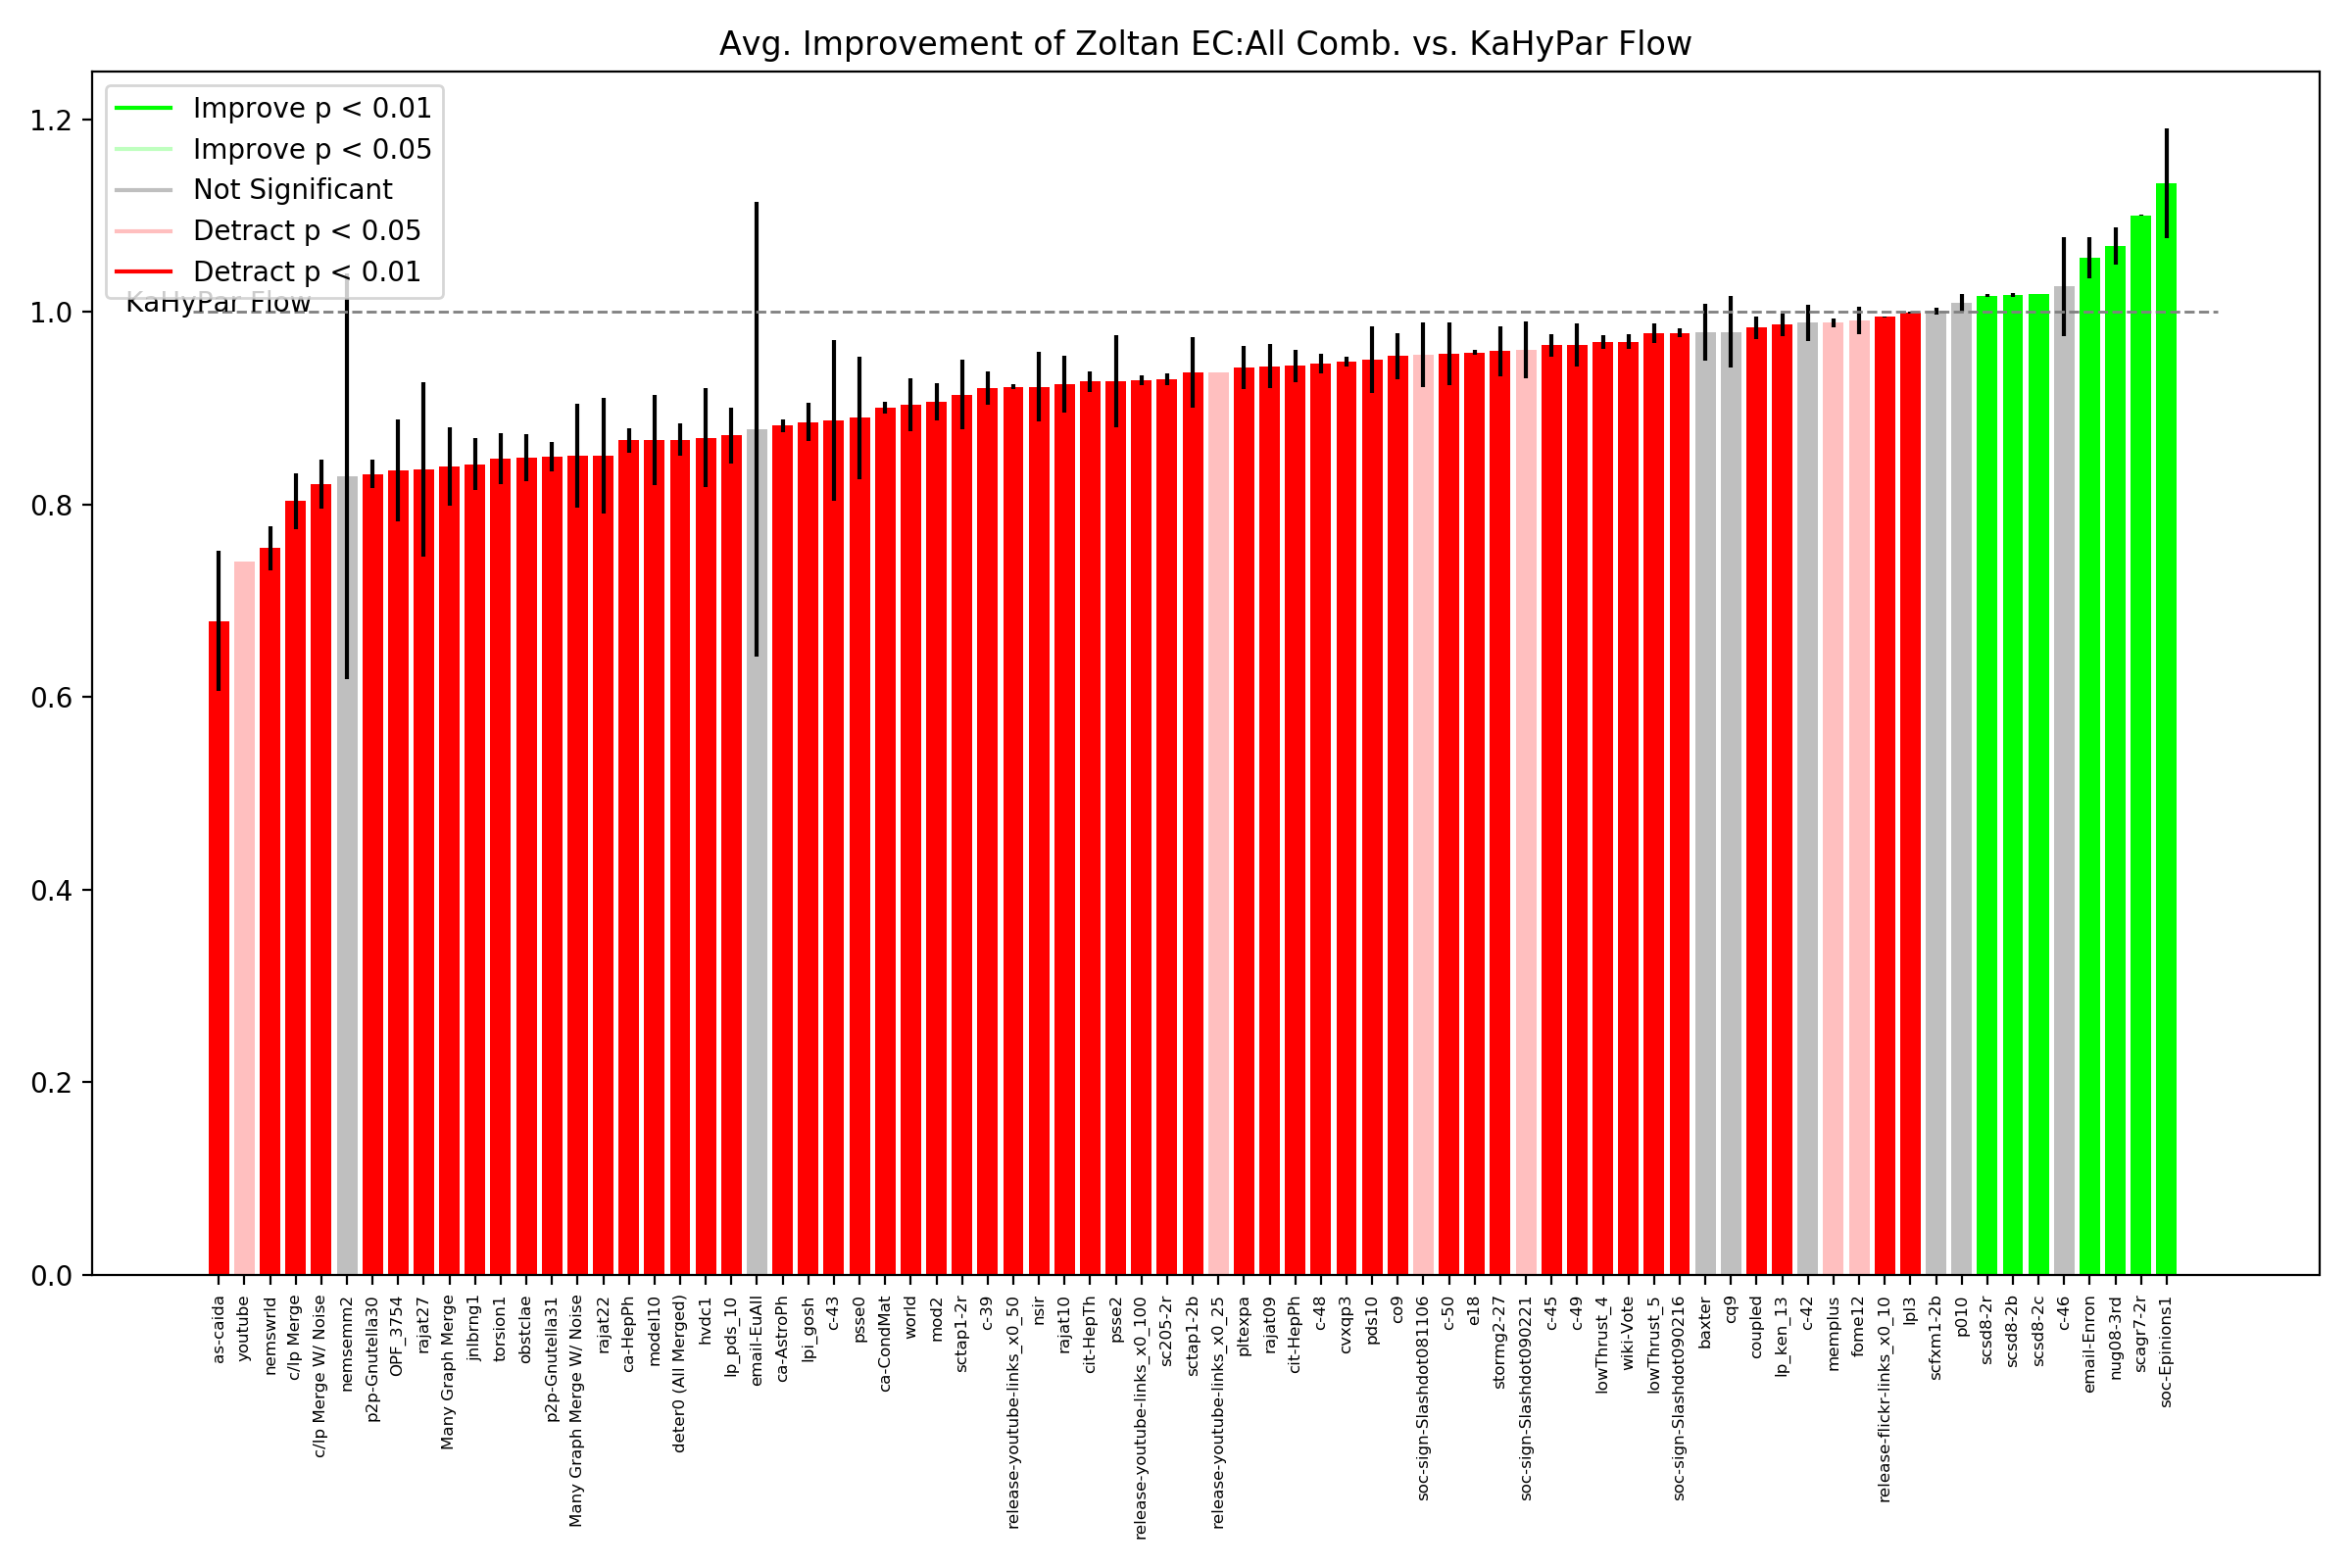 Avg. Improvement of Zoltan EC:All Comb. vs. KaHyPar Flow
Improve p < 0.01
Improve p < 0.05
Not Significant
Detract p < 0.05
Detract p < 0.01
KaHyPar Flow
1.2
1.0
0.8
0.6
0.4
0.2
0.0
as-caida
youtube
nemswrld
c/lp Merge
c/lp Merge W/ Noise
nemsemm2
p2p-Gnutella30
OPF_3754
rajat27
Many Graph Merge
jnlbrng1
torsion1
obstclae
p2p-Gnutella31
Many Graph Merge W/ Noise
rajat22
ca-HepPh
model10
deter0 (All Merged)
hvdc1
lp_pds_10
email-EuAll
ca-AstroPh
lpi_gosh
c-43
psse0
ca-CondMat
world
mod2
sctap1-2r
c-39
release-youtube-links_x0_50
nsir
rajat10
cit-HepTh
psse2
release-youtube-links_x0_100
sc205-2r
sctap1-2b
release-youtube-links_x0_25
pltexpa
rajat09
cit-HepPh
c-48
cvxqp3
pds10
co9
soc-sign-Slashdot081106
c-50
e18
stormg2-27
soc-sign-Slashdot090221
c-45
c-49
lowThrust_4
wiki-Vote
lowThrust_5
soc-sign-Slashdot090216
baxter
cq9
coupled
lp_ken_13
c-42
memplus
fome12
release-flickr-links_x0_10
lpl3
scfxm1-2b
p010
scsd8-2r
scsd8-2b
scsd8-2c
c-46
email-Enron
nug08-3rd
scagr7-2r
soc-Epinions1